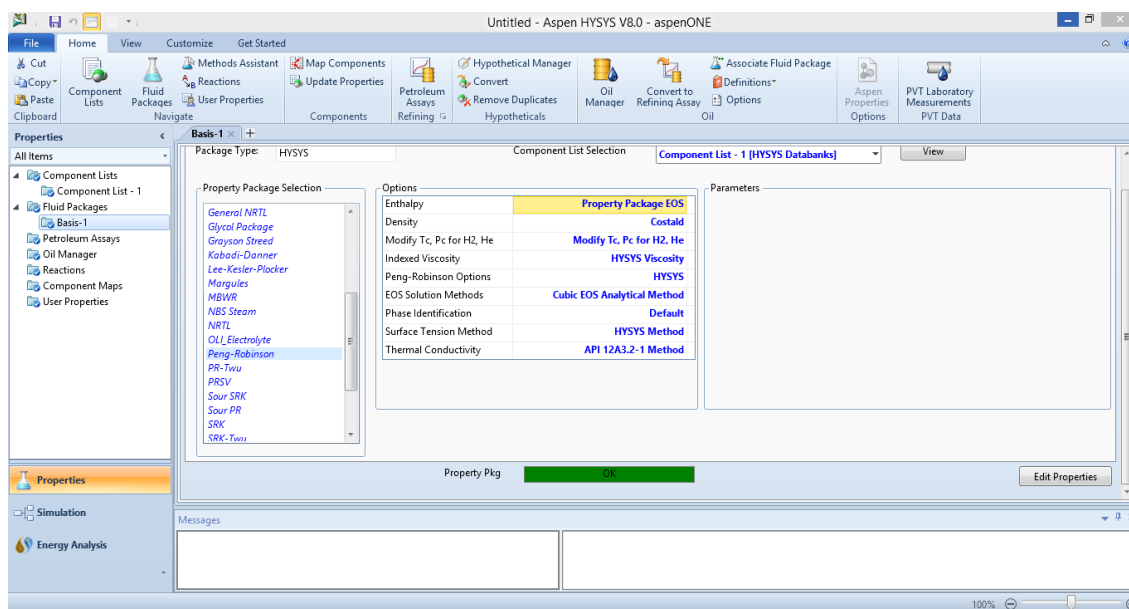 Untitled - Aspen HYSYS V8.0 - aspenONE
File Home View Customize Get Started
Cut
Copy
Paste
Clipboard
Component Lists
Fluid Packages
Methods Assistant
Reactions
User Properties
Navigate
Map Components
Update Properties
Components
Petroleum Assays
Refining
Hypothetical Manager
Convert
Remove Duplicates
Hypotheticals
Oil Manager
Convert to Refining Assay
Associate Fluid Package
Definitions
Options
Oil
Aspen Properties
Options
PVT Laboratory Measurements
PVT Data
Properties
All Items
Component Lists
Component List - 1
Fluid Packages
Basis-1
Petroleum Assays
Oil Manager
Reactions
Component Maps
User Properties
Properties
Simulation
Energy Analysis
Basis-1
Package Type: HYSYS
Component List Selection
Component List - 1 [HYSYS Databanks]
View
Property Package Selection
General NRTL
Glycol Package
Grayson Streed
Kabadi-Danner
Lee-Kesler-Plocker
Margules
MBWR
NBS Steam
NRTL
OLI_Electrolyte
Peng-Robinson
PR-Twu
PRSV
Sour SRK
Sour PR
SRK
SRK-Twu
Options
Enthalpy Property Package EOS
Density Costald
Modify Tc, Pc for H2, He Modify Tc, Pc for H2, He
Indexed Viscosity HYSYS Viscosity
Peng-Robinson Options HYSYS
EOS Solution Methods Cubic EOS Analytical Method
Phase Identification Default
Surface Tension Method HYSYS Method
Thermal Conductivity API 12A3.2-1 Method
Parameters
Property Pkg OK
Edit Properties
Messages
100%